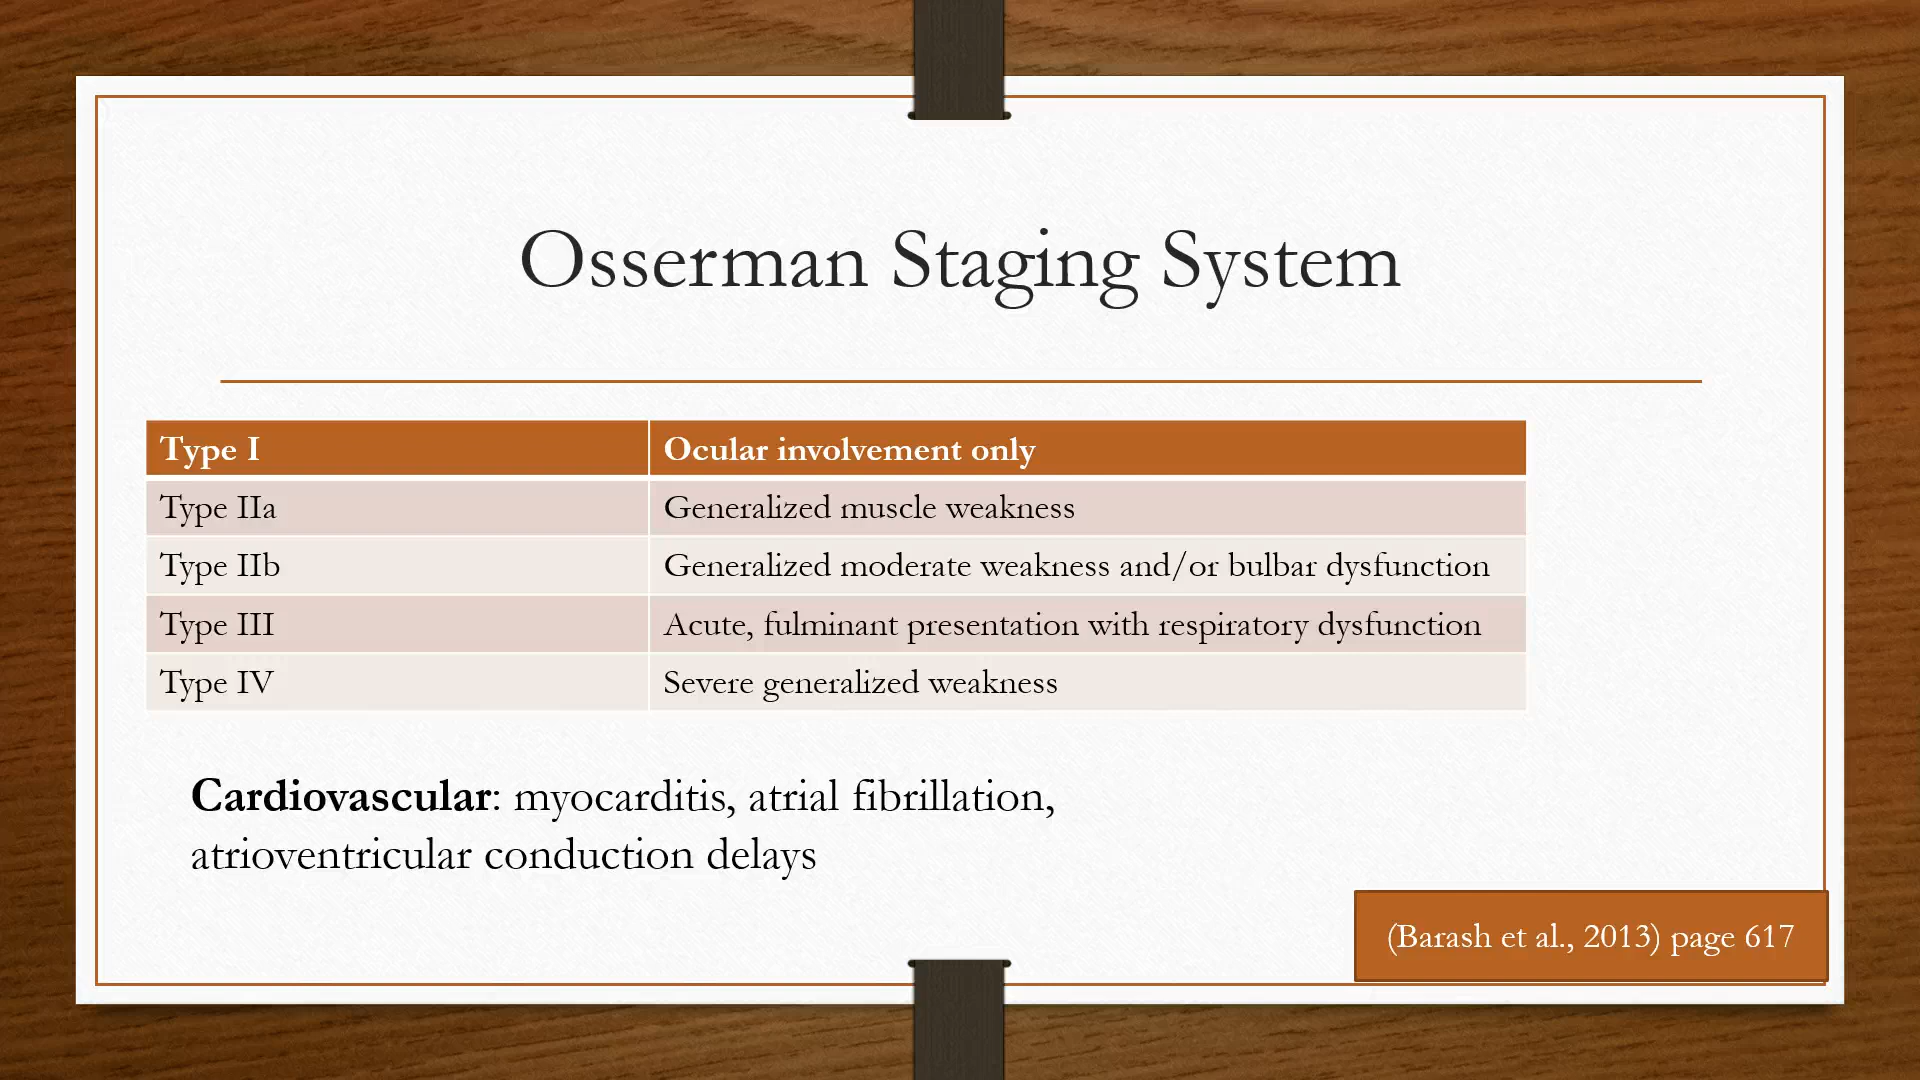 Osserman Staging System
Type I Ocular involvement only
Type IIa Generalized muscle weakness
Type IIb Generalized moderate weakness and/or bulbar dysfunction
Type III Acute, fulminant presentation with respiratory dysfunction
Type IV Severe generalized weakness
Cardiovascular: myocarditis, atrial fibrillation,
atrioventricular conduction delays
(Barash et al., 2013) page 617